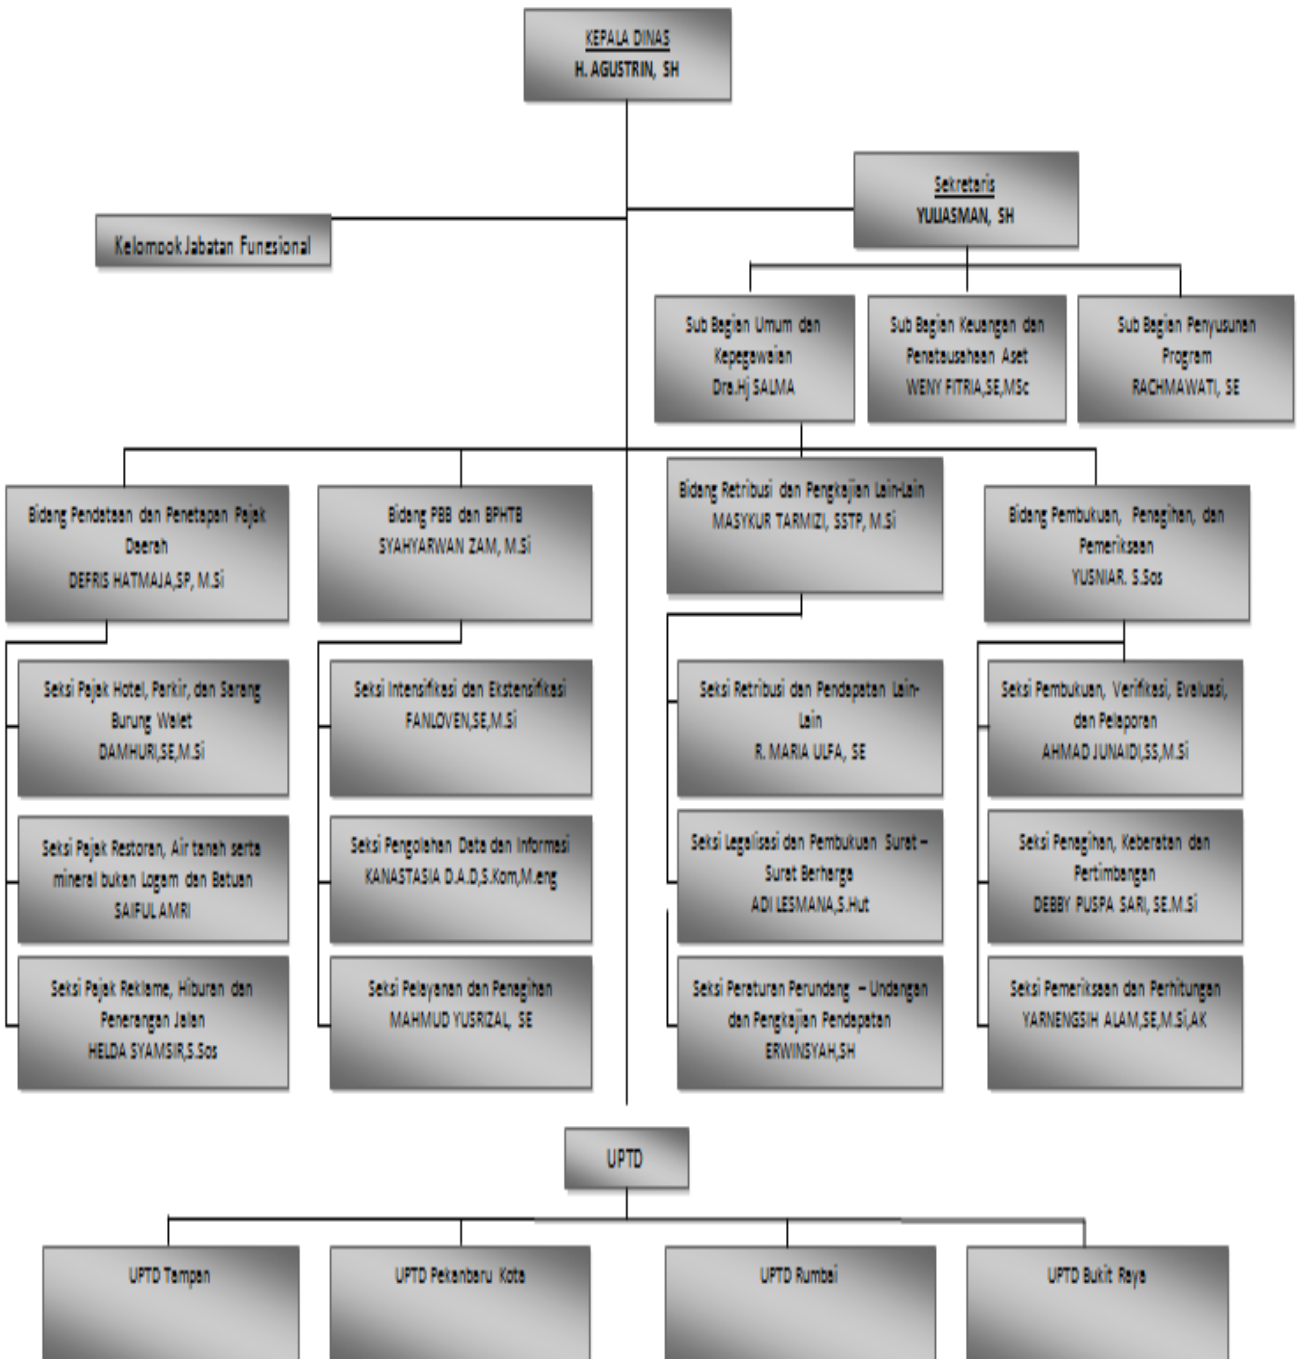 KEPALA DINAS
H. AGUSTRIN, SH
Sekretaris
YULIASMAN, SH
Kelompok Jabatan Fungsional
Sub Bagian Umum dan
Kepegawaian
Dra.Hj SALMA
Sub Bagian Keuangan dan
Penatausahaan Aset
WENY FITRIA,SE,MSc
Sub Bagian Penyusunan
Program
RACHMAWATI, SE
Bidang Pendataan dan Penetapan Pajak
Daerah
DEFRIS HATMAJA,SP, M.Si
Bidang PBB dan BPHTB
SYAHYARWAN ZAM, M.Si
Bidang Retribusi dan Pengkajian Lain-Lain
MASYKUR TARMIZI, SSTP, M.Si
Bidang Pembukuan, Penagihan, dan
Pemeriksaan
YUSNIAR. S.Sos
Seksi Pajak Hotel, Parkir, dan Sarang
Burung Walet
DAMHURI,SE,M.Si
Seksi Intensifikasi dan Ekstensifikasi
FANLOVEN,SE,M.Si
Seksi Retribusi dan Pendapatan Lain-
Lain
R. MARIA ULFA, SE
Seksi Pembukuan, Verifikasi, Evaluasi,
dan Pelaporan
AHMAD JUNAIDI,SS,M.Si
Seksi Pajak Restoran, Air tanah serta
mineral bukan Logam dan Batuan
SAIFUL AMRI
Seksi Pengolahan Data dan Informasi
KANASTASIA D.A.D,S.Kom,M.eng
Seksi Legalisasi dan Pembukuan Surat –
Surat Berharga
ADI LESMANA,S.Hut
Seksi Penagihan, Keberatan dan
Pertimbangan
DEBBY PUSPA SARI, SE.M.Si
Seksi Pajak Reklame, Hiburan dan
Penerangan Jalan
HELDA SYAMSIR,S.Sos
Seksi Pelayanan dan Penagihan
MAHMUD YUSRIZAL, SE
Seksi Peraturan Perundang – Undangan
dan Pengkajian Pendapatan
ERWINSYAH,SH
Seksi Pemeriksaan dan Perhitungan
YARNENGSIH ALAM,SE,M.Si,AK
UPTD
UPTD Tampan
UPTD Pekanbaru Kota
UPTD Rumbai
UPTD Bukit Raya